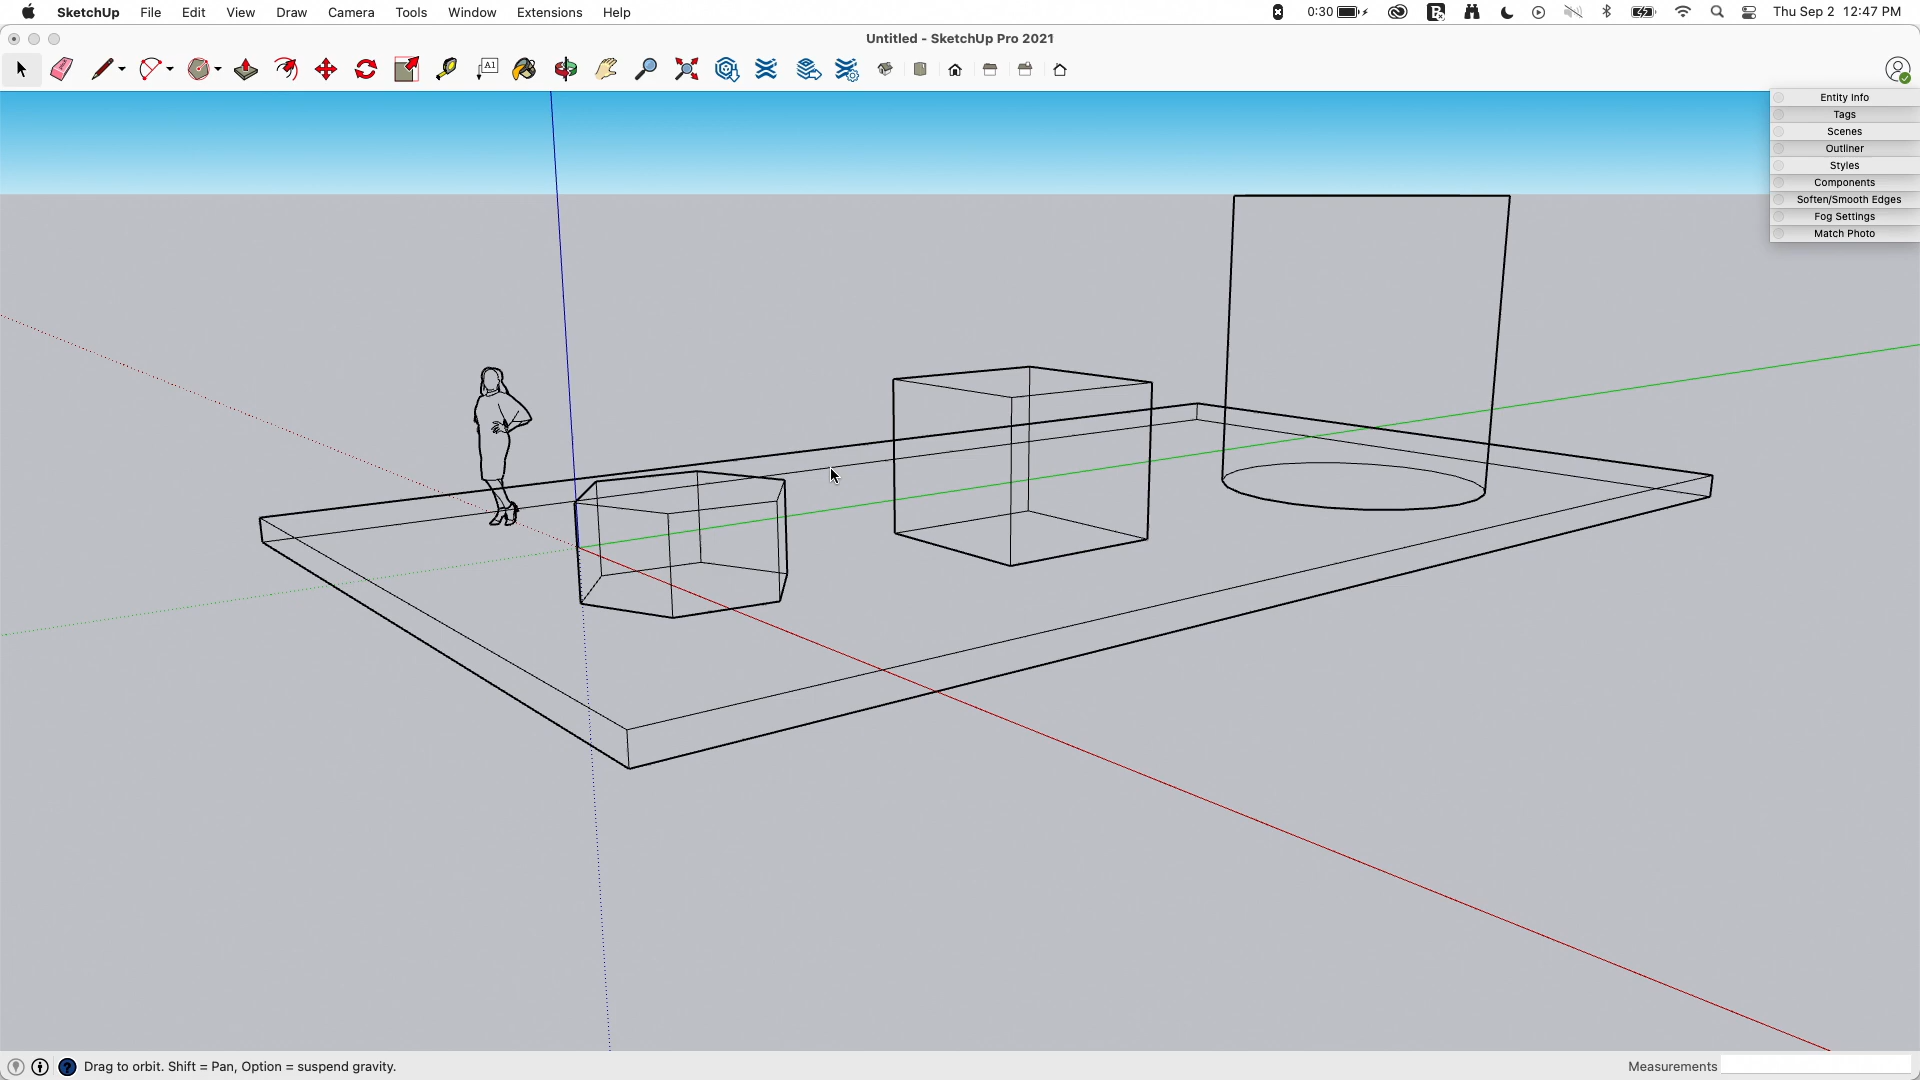 SketchUp File Edit View Draw Camera Tools Window Extensions Help 0:30 Thu Sep 2 12:47 PM
Untitled - SketchUp Pro 2021
A1
Entity Info
Tags
Scenes
Outliner
Styles
Components
Soften/Smooth Edges
Fog Settings
Match Photo
Drag to orbit. Shift = Pan, Option = suspend gravity. Measurements